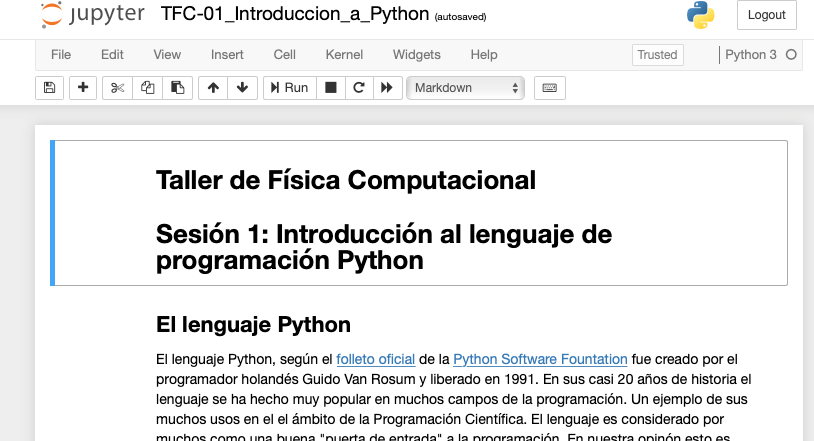 jupyter TFC-01_Introduccion_a_Python (autosaved) Logout
File Edit View Insert Cell Kernel Widgets Help Trusted Python 3
Run Markdown
Taller de Física Computacional
Sesión 1: Introducción al lenguaje de
programación Python
El lenguaje Python
El lenguaje Python, según el folleto oficial de la Python Software Fountation fue creado por el
programador holandés Guido Van Rosum y liberado en 1991. En sus casi 20 años de historia el
lenguaje se ha hecho muy popular en muchos campos de la programación. Un ejemplo de sus
muchos usos en el el ámbito de la Programación Científica. El lenguaje es considerado por
muchos como una buena "puerta de entrada" a la programación. En nuestra opinón esto es